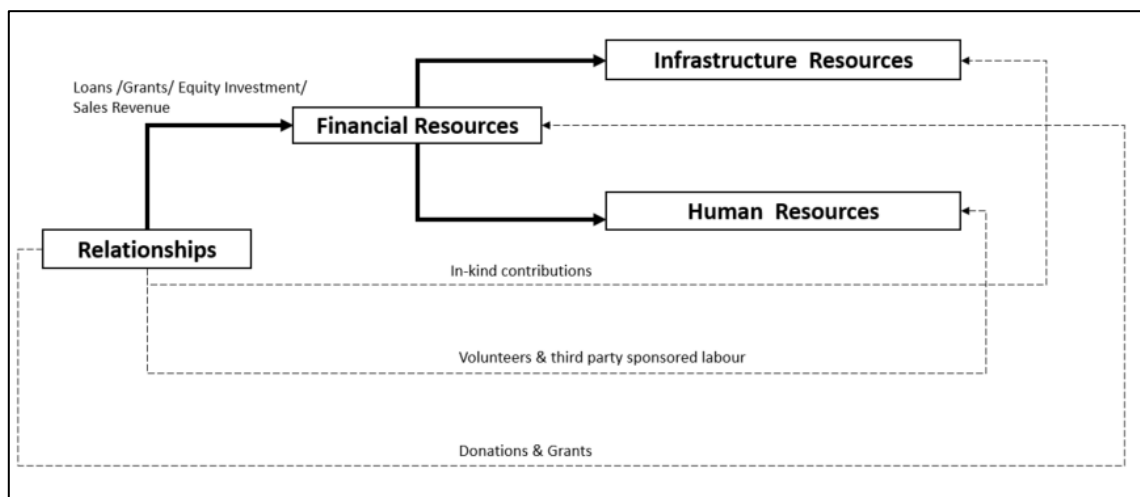 Infrastructure Resources
Loans /Grants/ Equity Investment/
Sales Revenue
Financial Resources
Human Resources
Relationships
In-kind contributions
Volunteers & third party sponsored labour
Donations & Grants